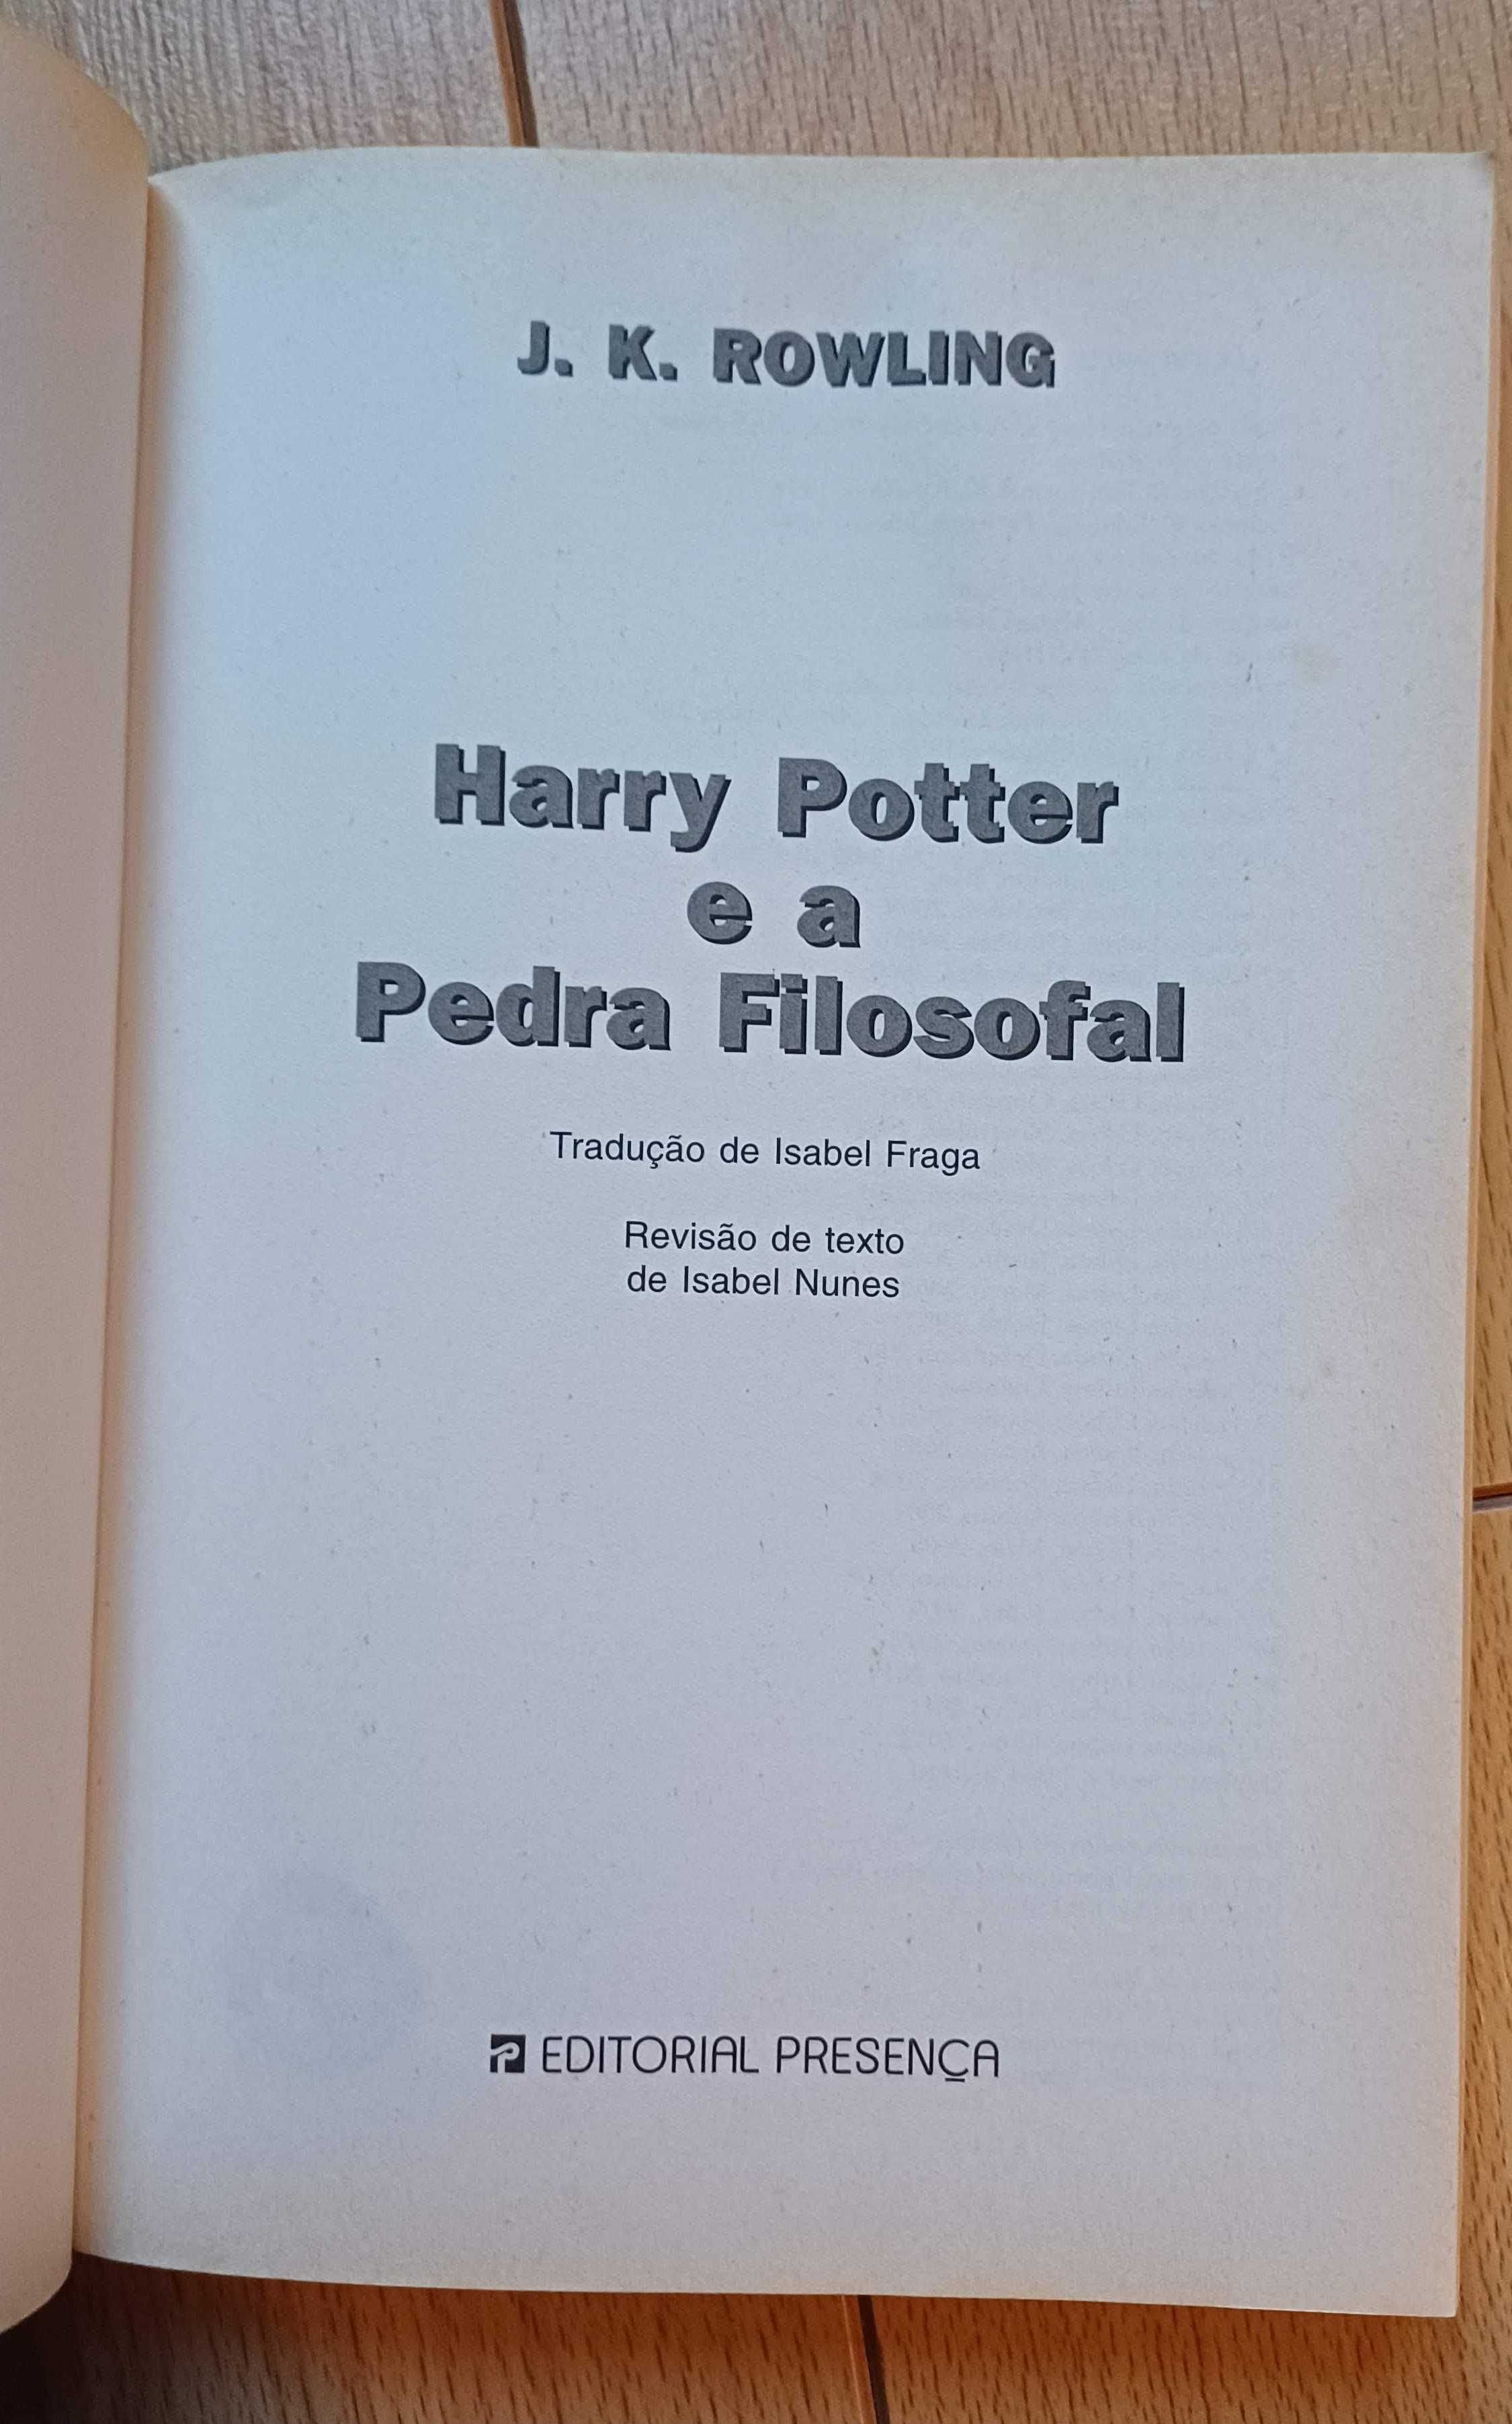 J. K. ROWLING
Harry Potter
e a
Pedra Filosofal
Tradução de Isabel Fraga
Revisão de texto
de Isabel Nunes
EDITORIAL PRESENÇA